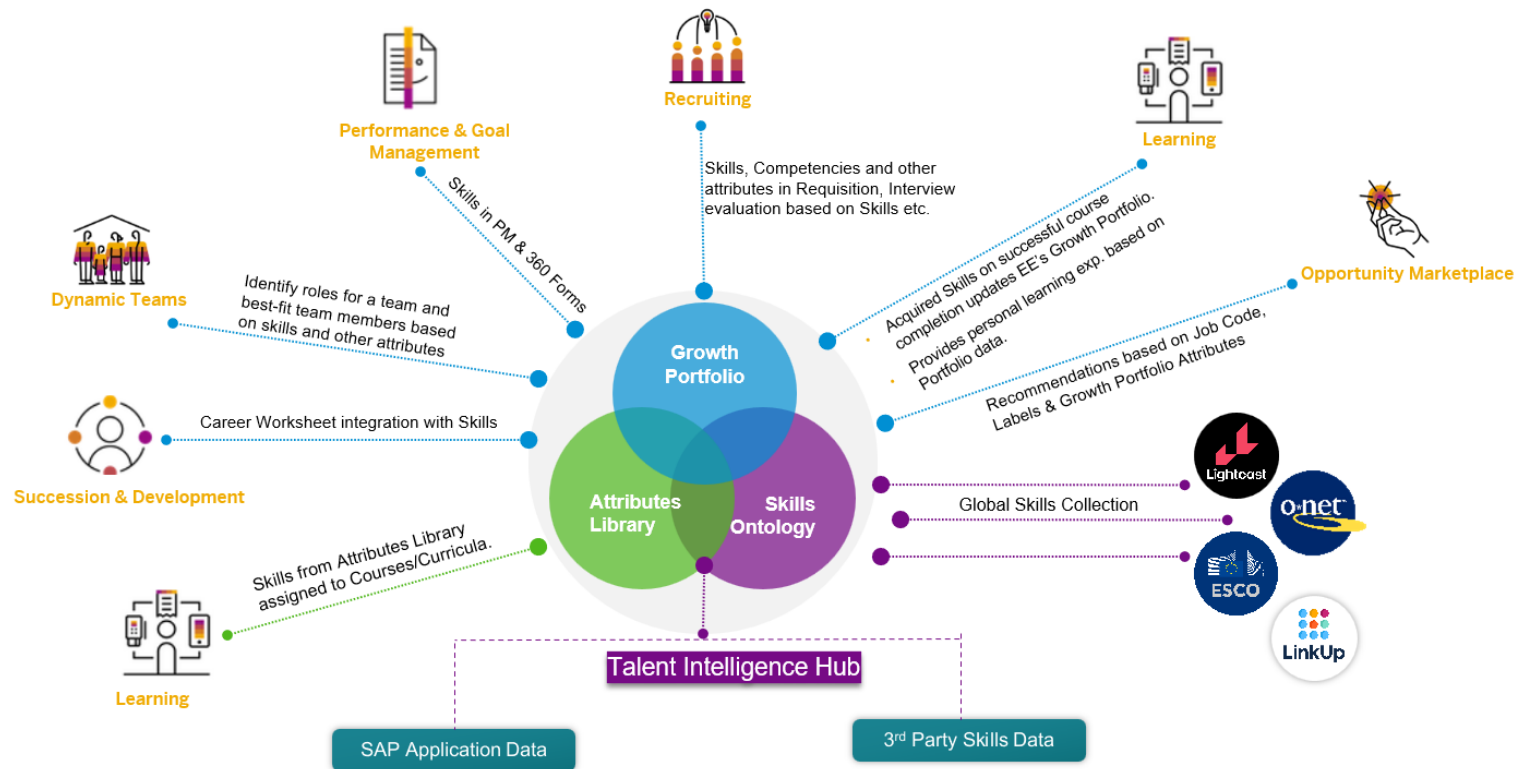 Recruiting
Performance & Goal
Management
Learning
Skills, Competencies and other
attributes in Requisition, Interview
evaluation based on Skills etc.
Skills in PM & 360 Forms
Acquired Skills on successful course
completion updates EE's Growth Portfolio.
Provides personal learning exp. based on
Portfolio data.
Opportunity Marketplace
Dynamic Teams
Identify roles for a team and
best-fit team members based
on skills and other attributes
Recommendations based on Job Code,
Labels & Growth Portfolio Attributes
Growth
Portfolio
Career Worksheet integration with Skills
Succession & Development
Attributes
Library
Skills
Ontology
Global Skills Collection
Lightcast
o*net
ESCO
LinkUp
Skills from Attributes Library
assigned to Courses/Curricula.
Learning
Talent Intelligence Hub
SAP Application Data
3rd Party Skills Data